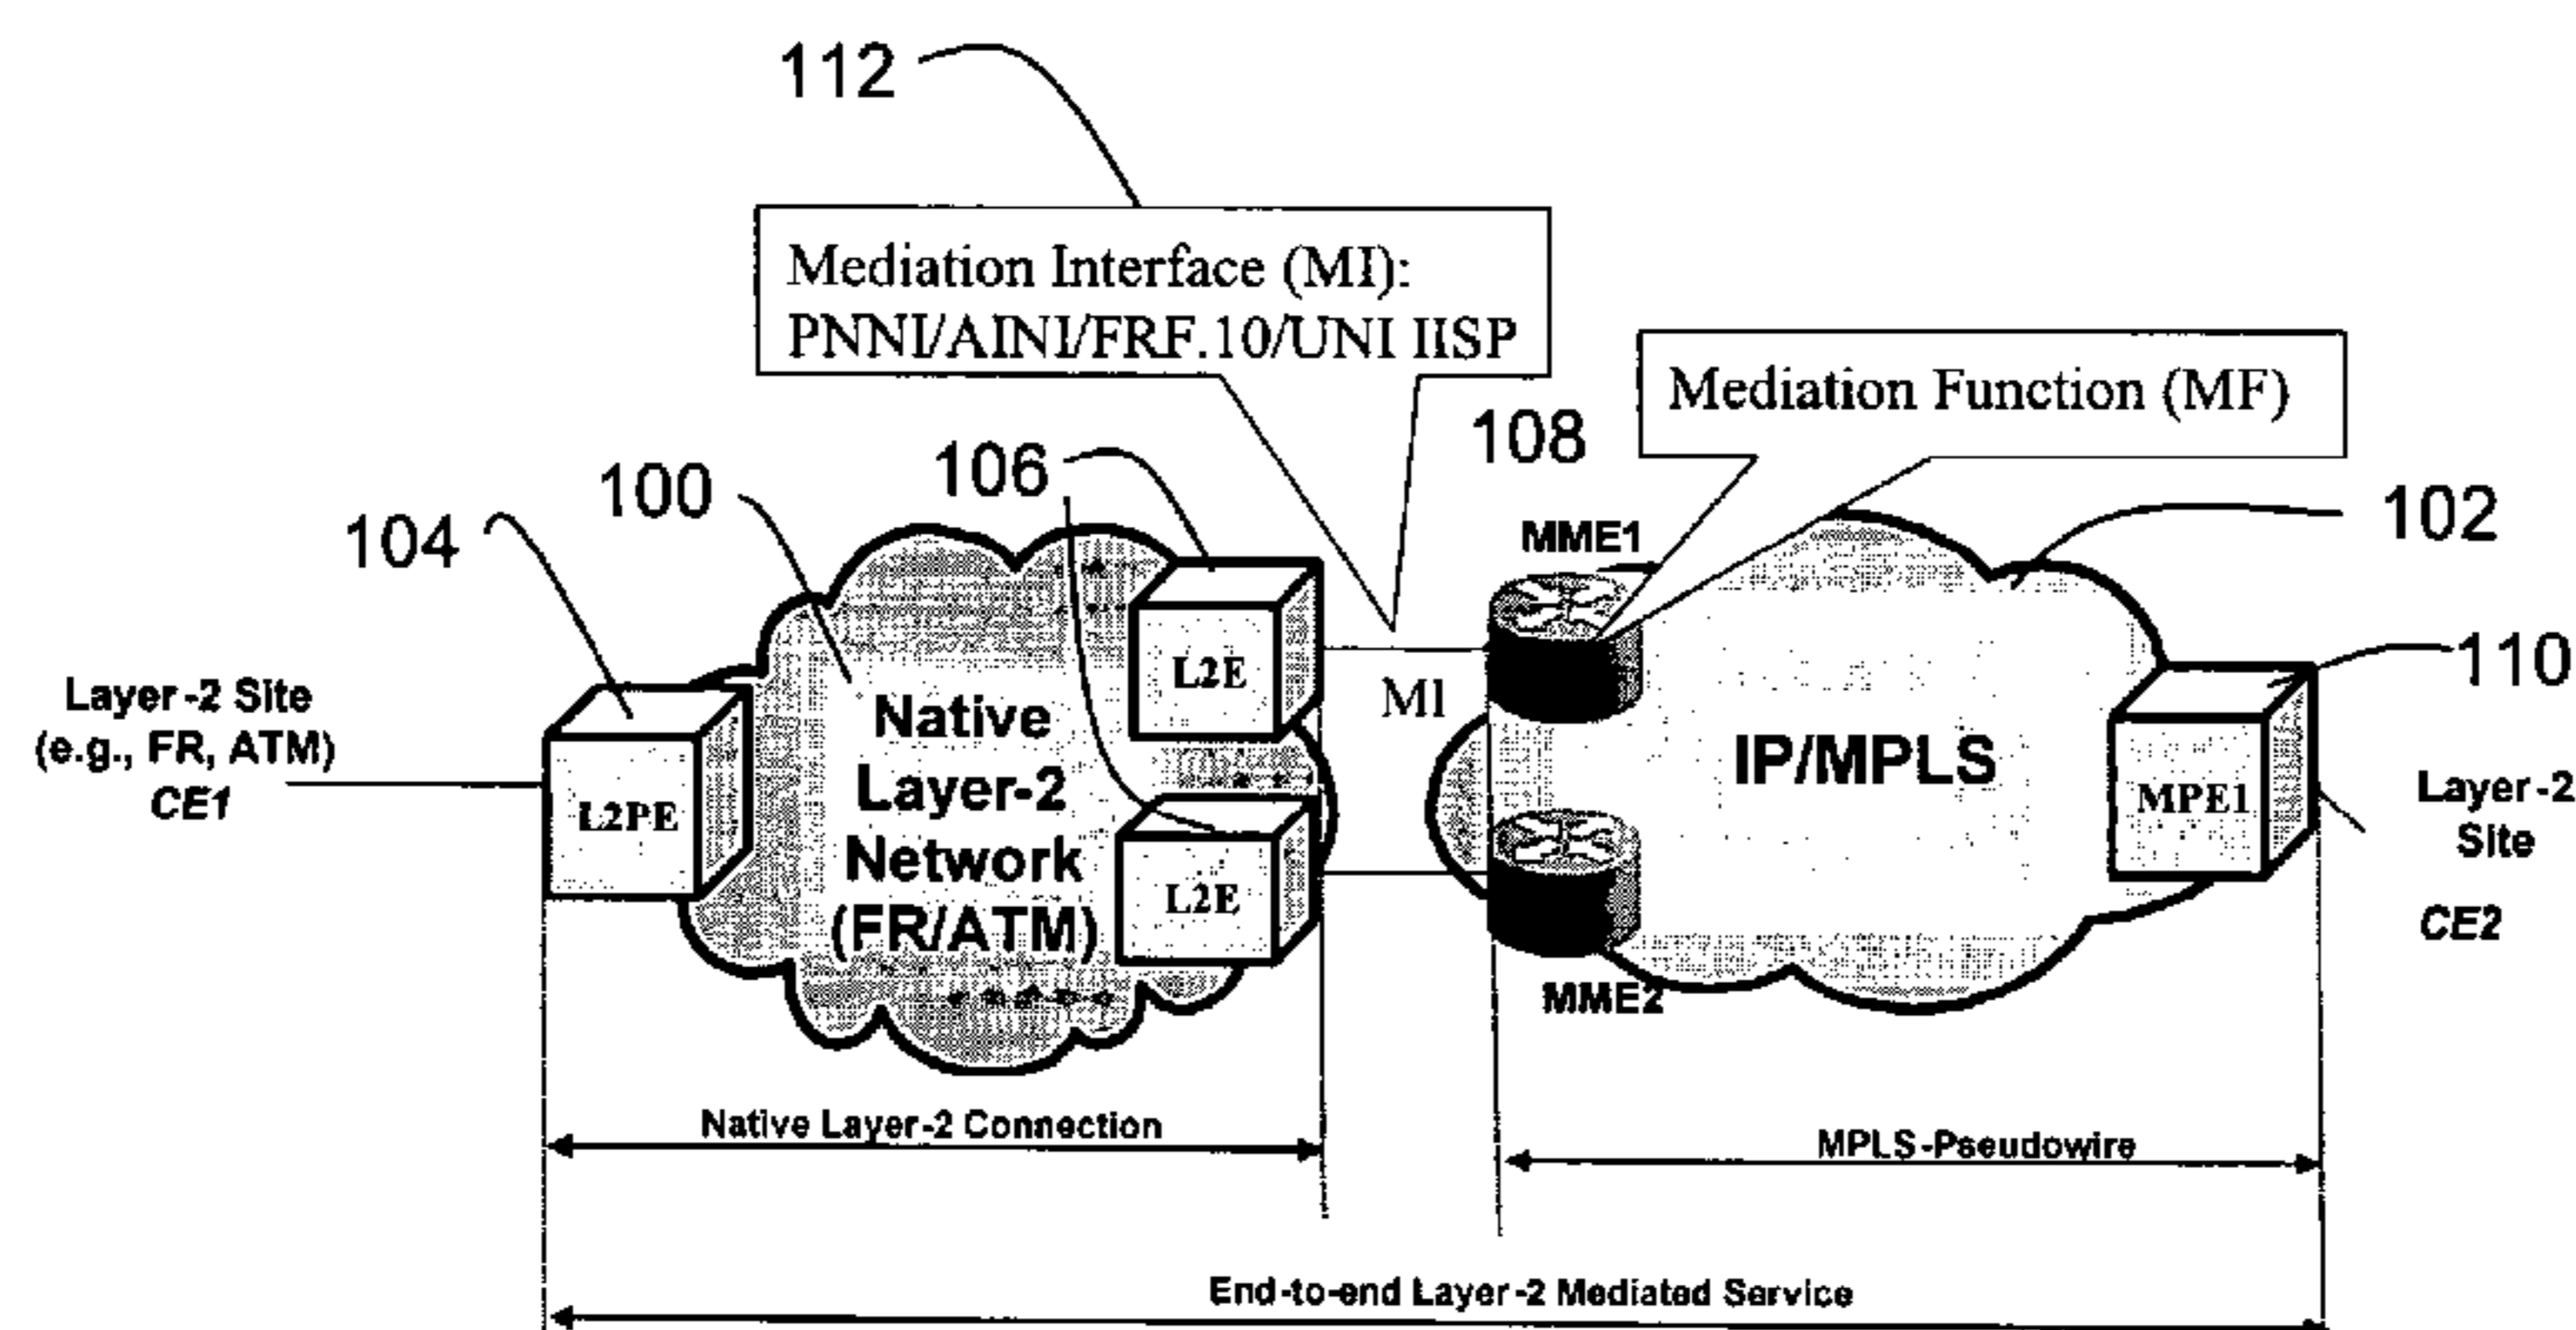 112
Mediation Interface (MI):
PNNI/AINI/FRF.10/UNI IISP
Mediation Function (MF)
108
106
100
104
102
110
MME1
L2E
MI
Layer-2 Site
(e.g., FR, ATM)
CE1
L2PE
Native
Layer-2
Network
(FR/ATM)
L2E
IP/MPLS
MPE1
Layer-2
Site
CE2
MME2
Native Layer-2 Connection
MPLS-Pseudowire
End-to-end Layer-2 Mediated Service